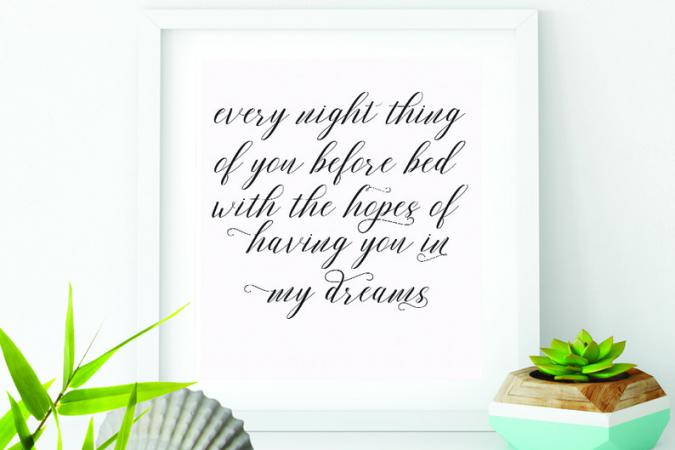 every night thing
of you before bed
with the hopes of
having you in
my dreams